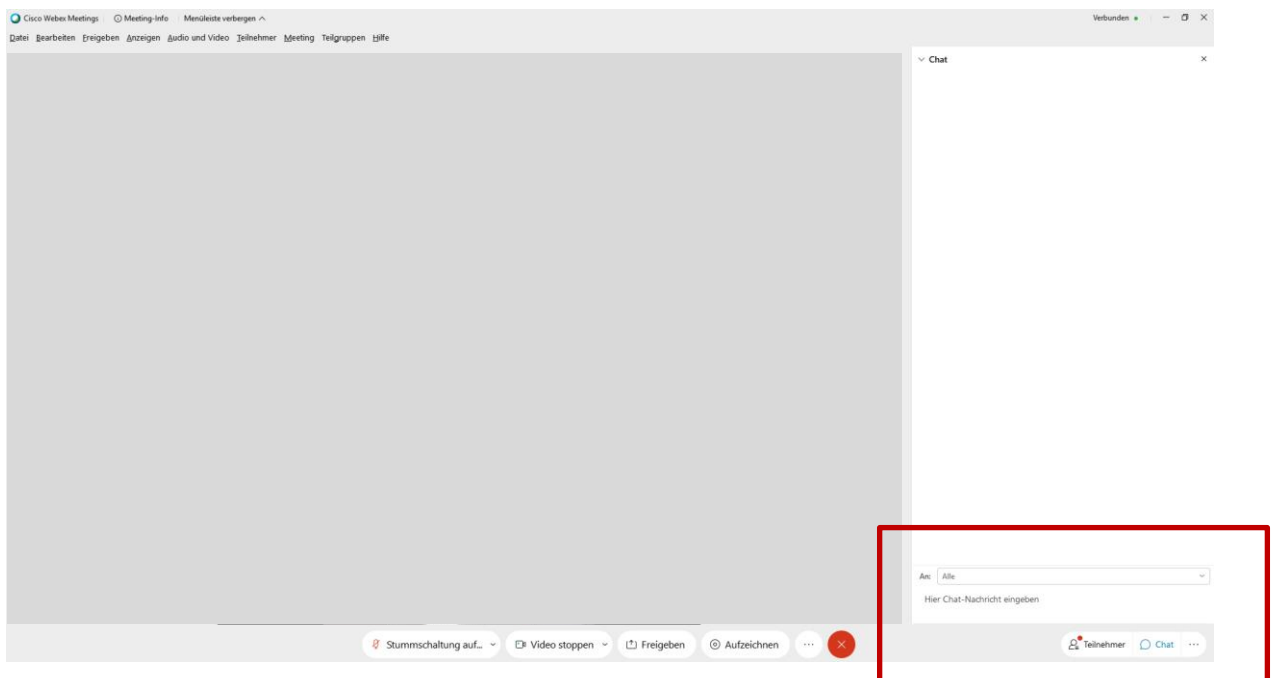 Cisco Webex Meetings Meeting-Info Menüleiste verbergen Verbunden
Datei Bearbeiten Freigeben Anzeigen Audio und Video Teilnehmer Meeting Teilgruppen Hilfe
Chat
An: Alle
Hier Chat-Nachricht eingeben
Stummschaltung auf... Video stoppen Freigeben Aufzeichnen ... Teilnehmer Chat ...